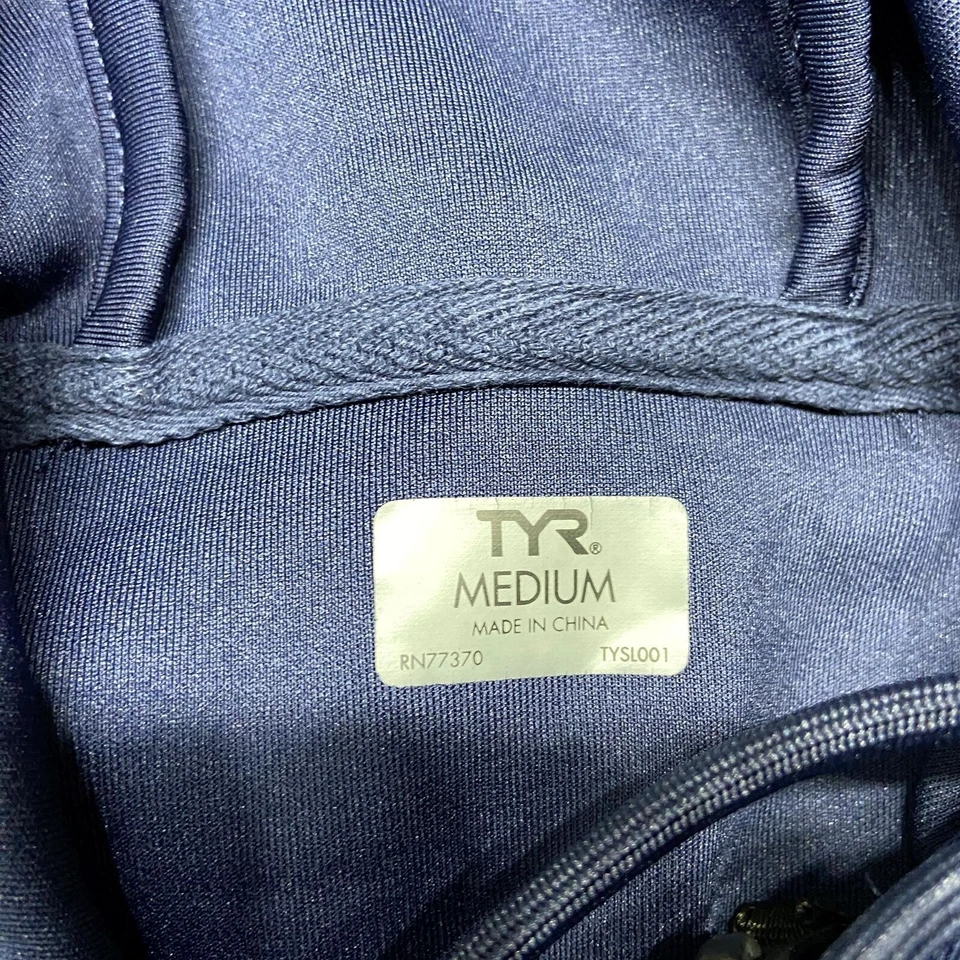 TYR®
MEDIUM
MADE IN CHINA
RN77370 TYSL001